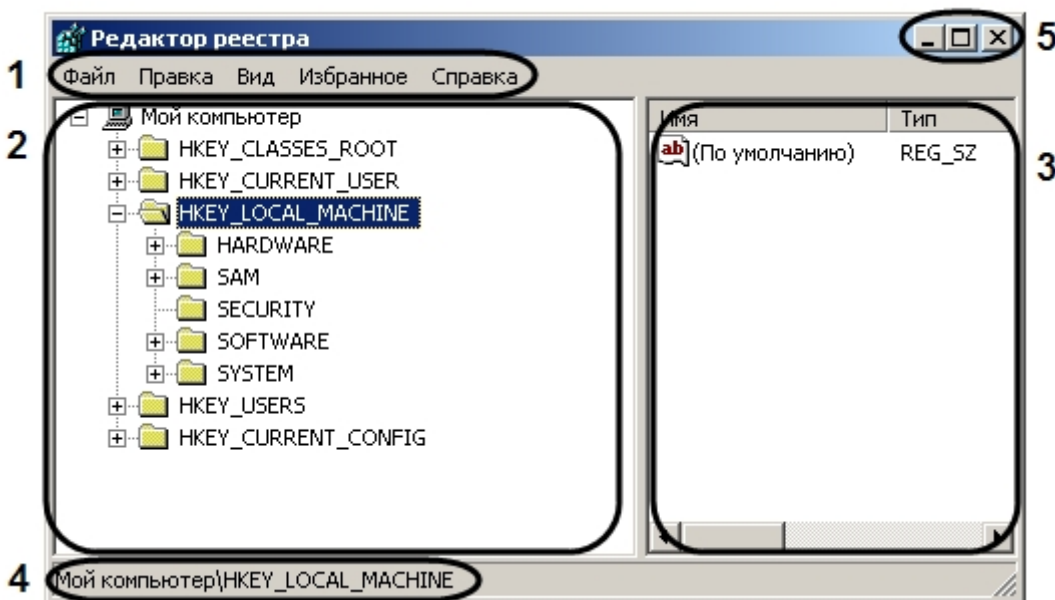 Редактор реестра
5
1
Файл Правка Вид Избранное Справка
2
Мой компьютер
HKEY_CLASSES_ROOT
HKEY_CURRENT_USER
HKEY_LOCAL_MACHINE
HARDWARE
SAM
SECURITY
SOFTWARE
SYSTEM
HKEY_USERS
HKEY_CURRENT_CONFIG
Имя Тип
ab (По умолчанию) REG_SZ
3
4
Мой компьютер\HKEY_LOCAL_MACHINE